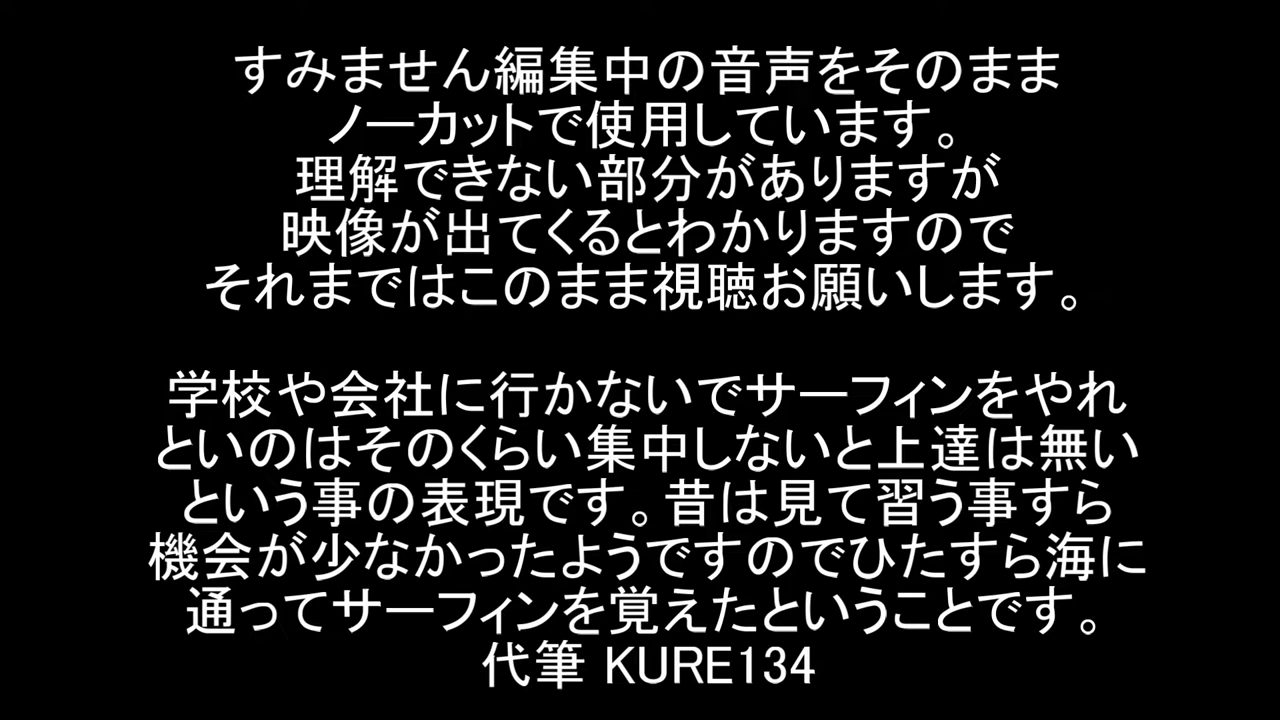 すみません編集中の音声をそのまま
ノーカットで使用しています。
理解できない部分がありますが
映像が出てくるとわかりますので
それまではこのまま視聴お願いします。
学校や会社に行かないでサーフィンをやれ
といのはそのくらい集中しないと上達は無い
という事の表現です。昔は見て習う事すら
機会が少なかったようですのでひたすら海に
通ってサーフィンを覚えたということです。
代筆 KURE134